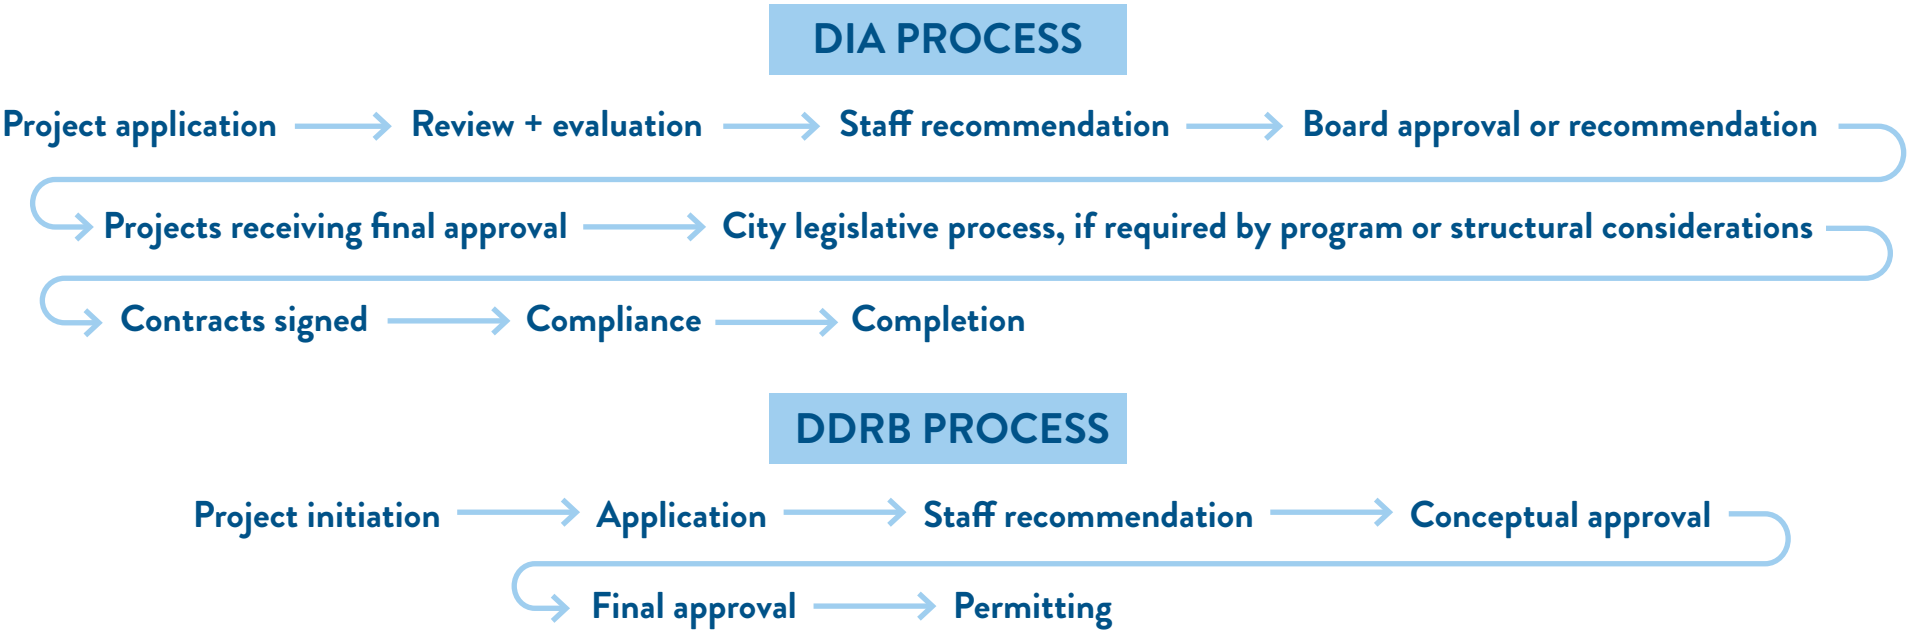 DIA PROCESS
Project application Review + evaluation Staff recommendation Board approval or recommendation
Projects receiving final approval City legislative process, if required by program or structural considerations
Contracts signed Compliance Completion
DDRB PROCESS
Project initiation Application Staff recommendation Conceptual approval
Final approval Permitting